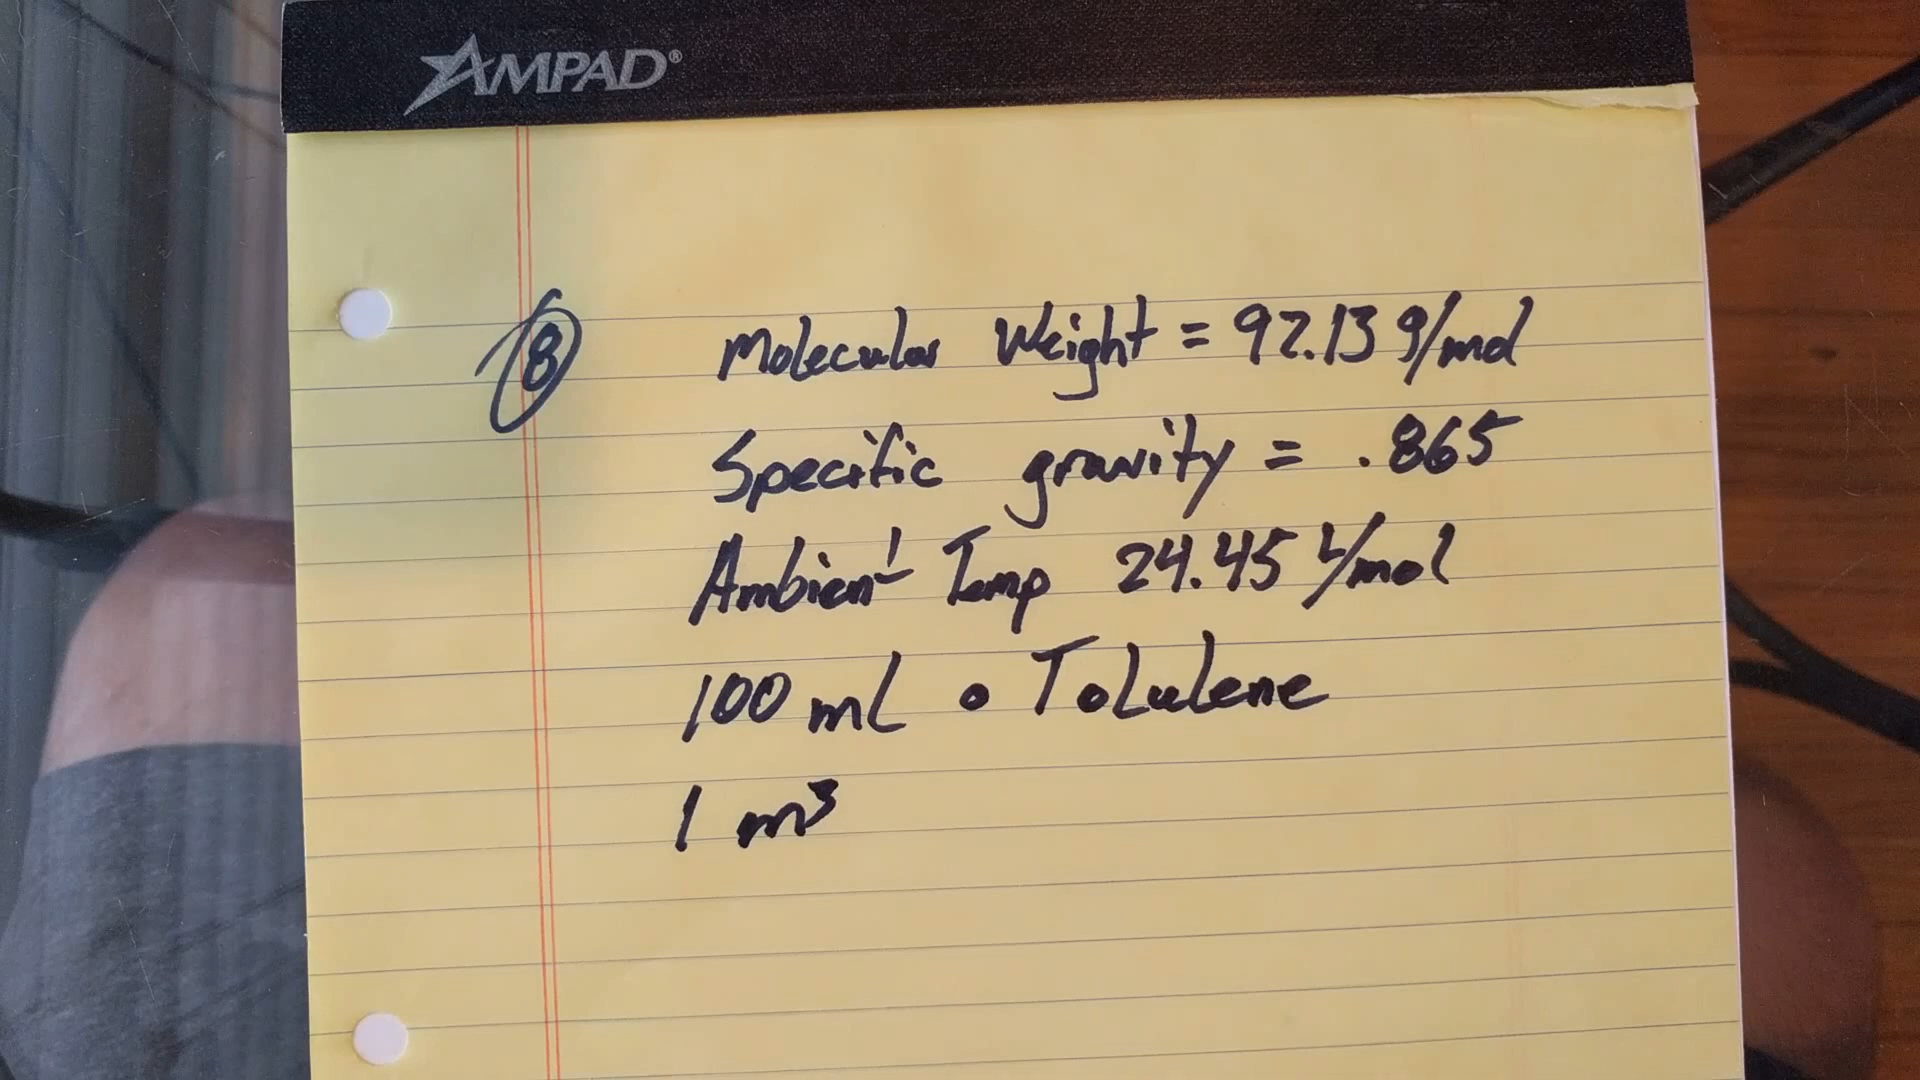 AMPAD®
8 Molecular Weight = 92.13 g/mol
Specific gravity = .865
Ambient Temp 24.45 L/mol
100 mL • Tolulene
1 m³